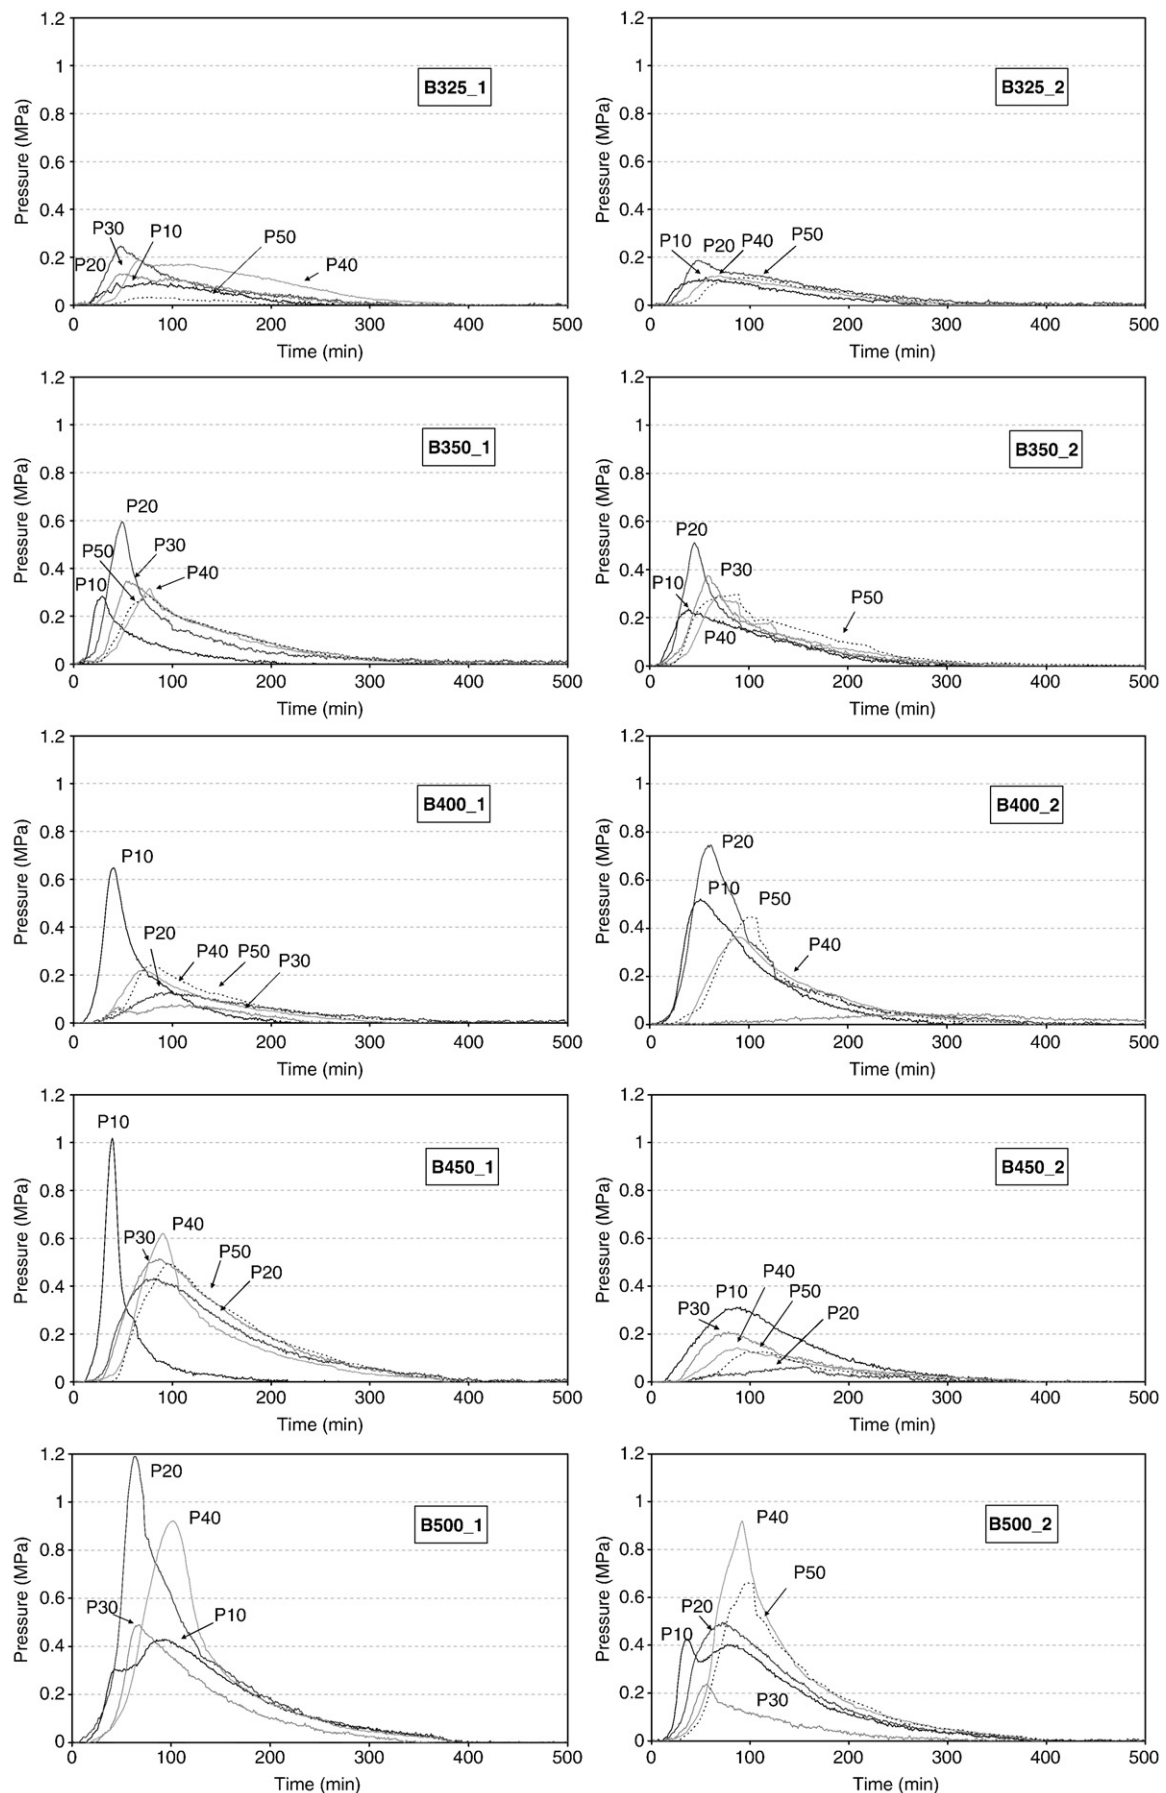 1.2
1
0.8
0.6
0.4
0.2
0
Pressure (MPa)
B325_1
P30
P10
P20
P50
P40
0 100 200 300 400 500
Time (min)
1.2
1
0.8
0.6
0.4
0.2
0
Pressure (MPa)
B325_2
P10
P20
P40
P50
0 100 200 300 400 500
Time (min)
1.2
1
0.8
0.6
0.4
0.2
0
Pressure (MPa)
B350_1
P20
P50
P30
P10
P40
0 100 200 300 400 500
Time (min)
1.2
1
0.8
0.6
0.4
0.2
0
Pressure (MPa)
B350_2
P20
P10
P30
P40
P50
0 100 200 300 400 500
Time (min)
1.2
1
0.8
0.6
0.4
0.2
0
Pressure (MPa)
B400_1
P10
P20
P40
P50
P30
0 100 200 300 400 500
Time (min)
1.2
1
0.8
0.6
0.4
0.2
0
Pressure (MPa)
B400_2
P20
P10
P50
P40
0 100 200 300 400 500
Time (min)
1.2
1
0.8
0.6
0.4
0.2
0
Pressure (MPa)
B450_1
P10
P30
P40
P50
P20
0 100 200 300 400 500
Time (min)
1.2
1
0.8
0.6
0.4
0.2
0
Pressure (MPa)
B450_2
P40
P10
P50
P30
P20
0 100 200 300 400 500
Time (min)
1.2
1
0.8
0.6
0.4
0.2
0
Pressure (MPa)
B500_1
P20
P40
P30
P10
0 100 200 300 400 500
Time (min)
1.2
1
0.8
0.6
0.4
0.2
0
Pressure (MPa)
B500_2
P40
P50
P20
P10
P30
0 100 200 300 400 500
Time (min)